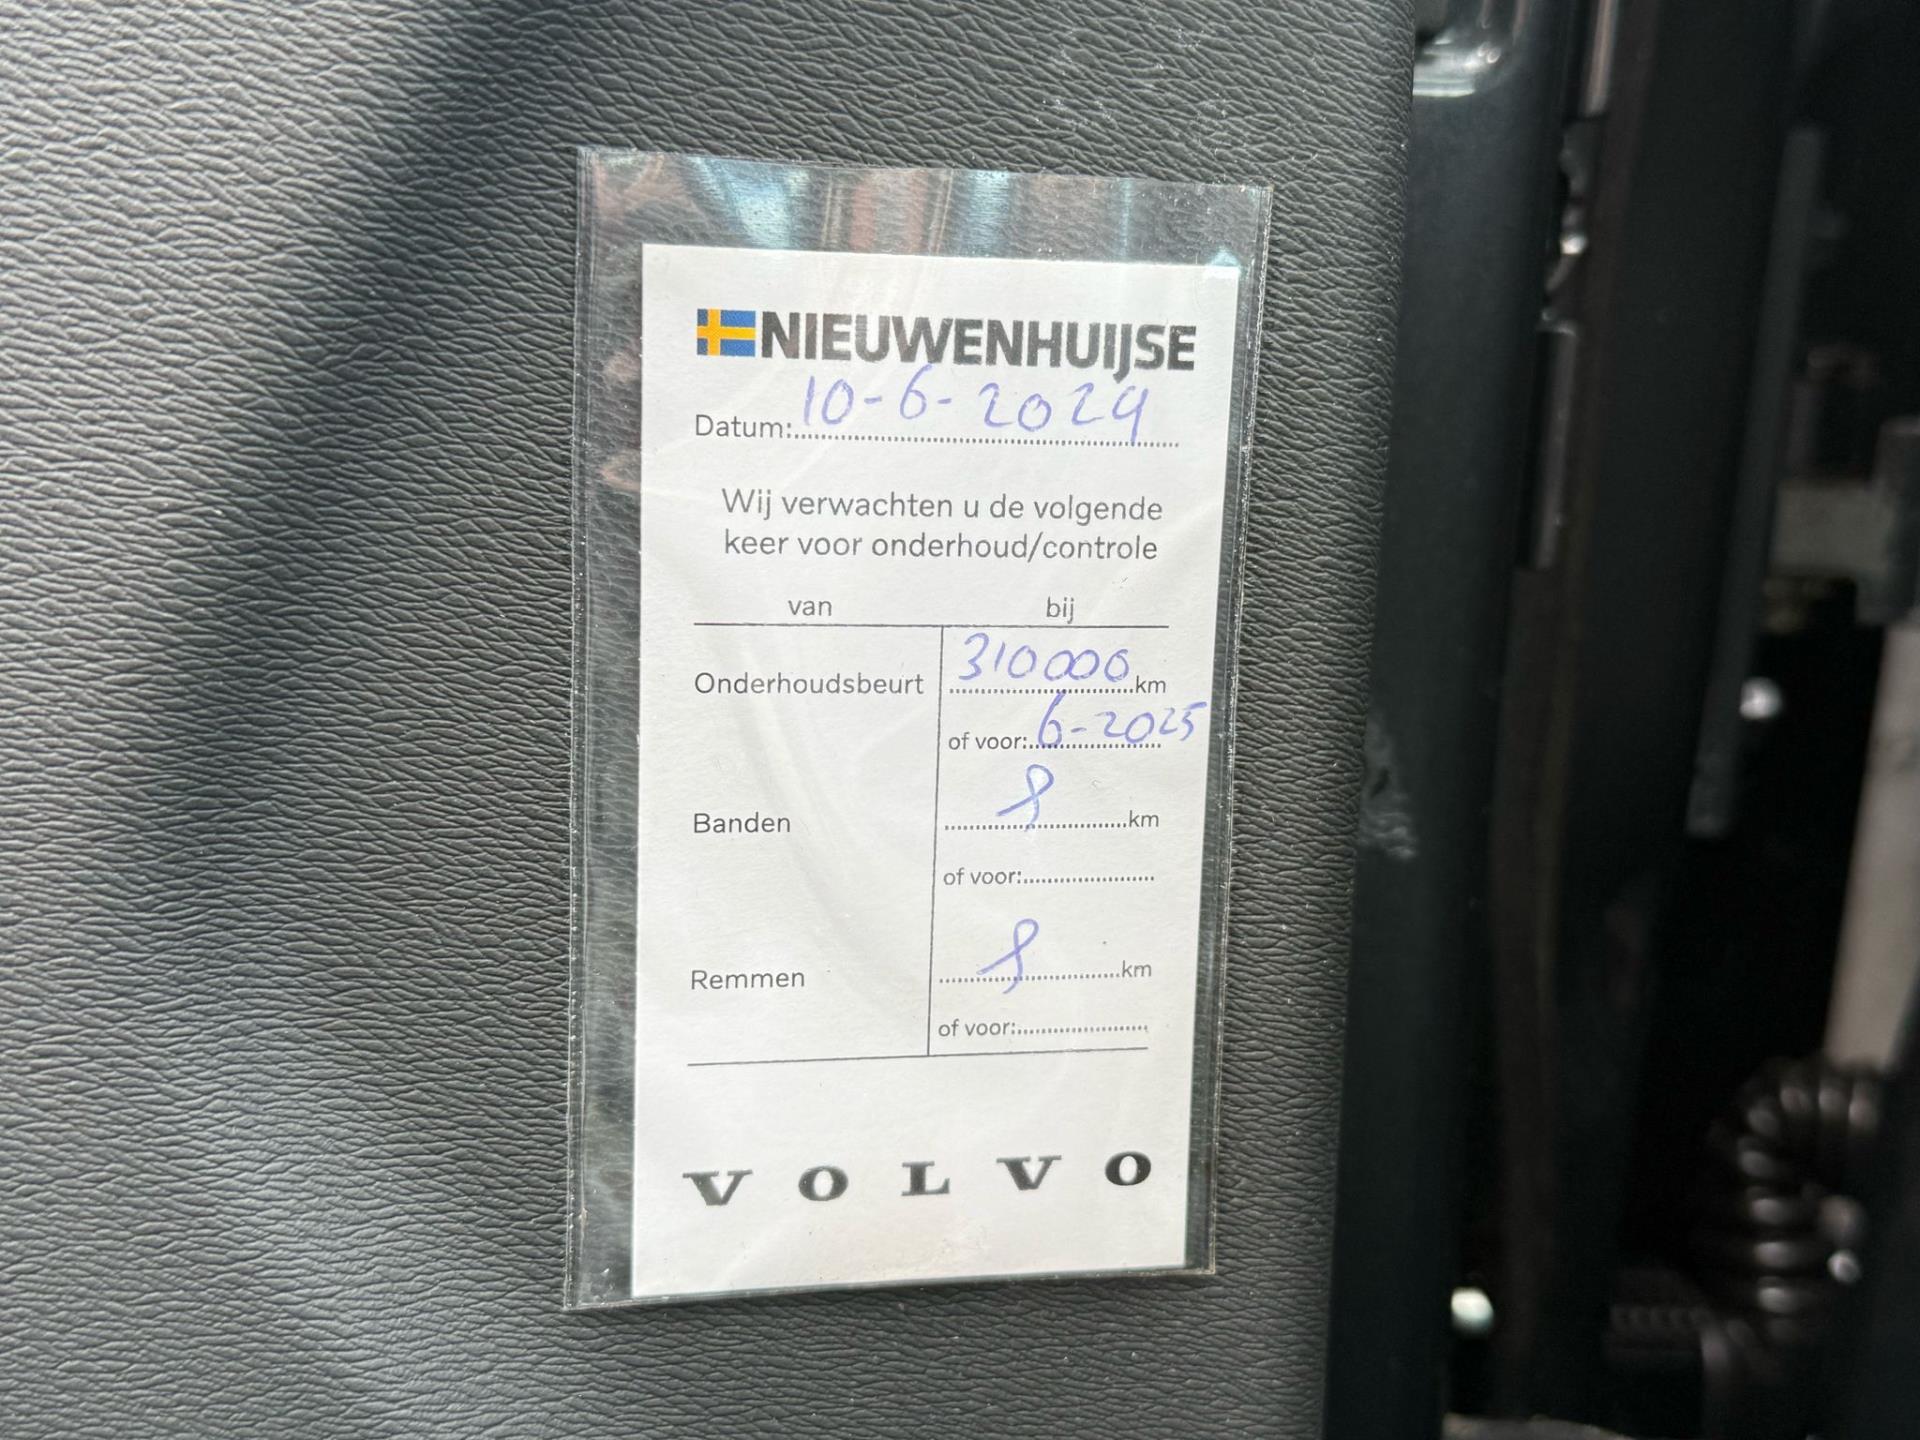 NIEUWENHUIJSE
Datum: 10-6-2024
Wij verwachten u de volgende
keer voor onderhoud/controle
van bij
Onderhoudsbeurt 310000 km
of voor: 6-2025
Banden km
of voor:
Remmen km
of voor:
VOLVO